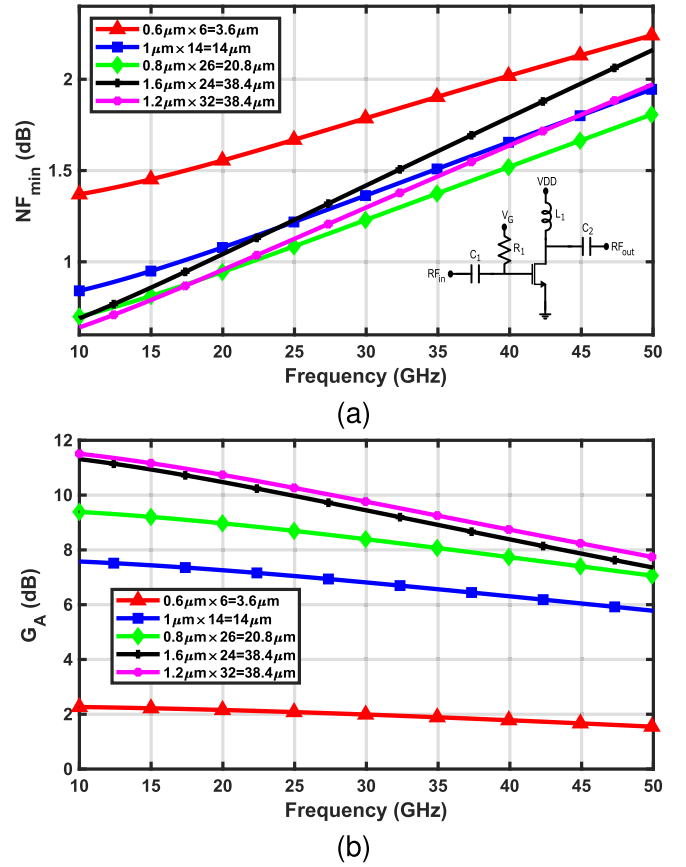 0.6μm×6=3.6μm
1μm×14=14μm
0.8μm×26=20.8μm
1.6μm×24=38.4μm
1.2μm×32=38.4μm
2
1.5
1
NFmin (dB)
VDD
L1
VG
R1
C2
RFout
C1
RFin
10 15 20 25 30 35 40 45 50
Frequency (GHz)
(a)
12
10
8
6
4
2
0
GA (dB)
0.6μm×6=3.6μm
1μm×14=14μm
0.8μm×26=20.8μm
1.6μm×24=38.4μm
1.2μm×32=38.4μm
10 15 20 25 30 35 40 45 50
Frequency (GHz)
(b)